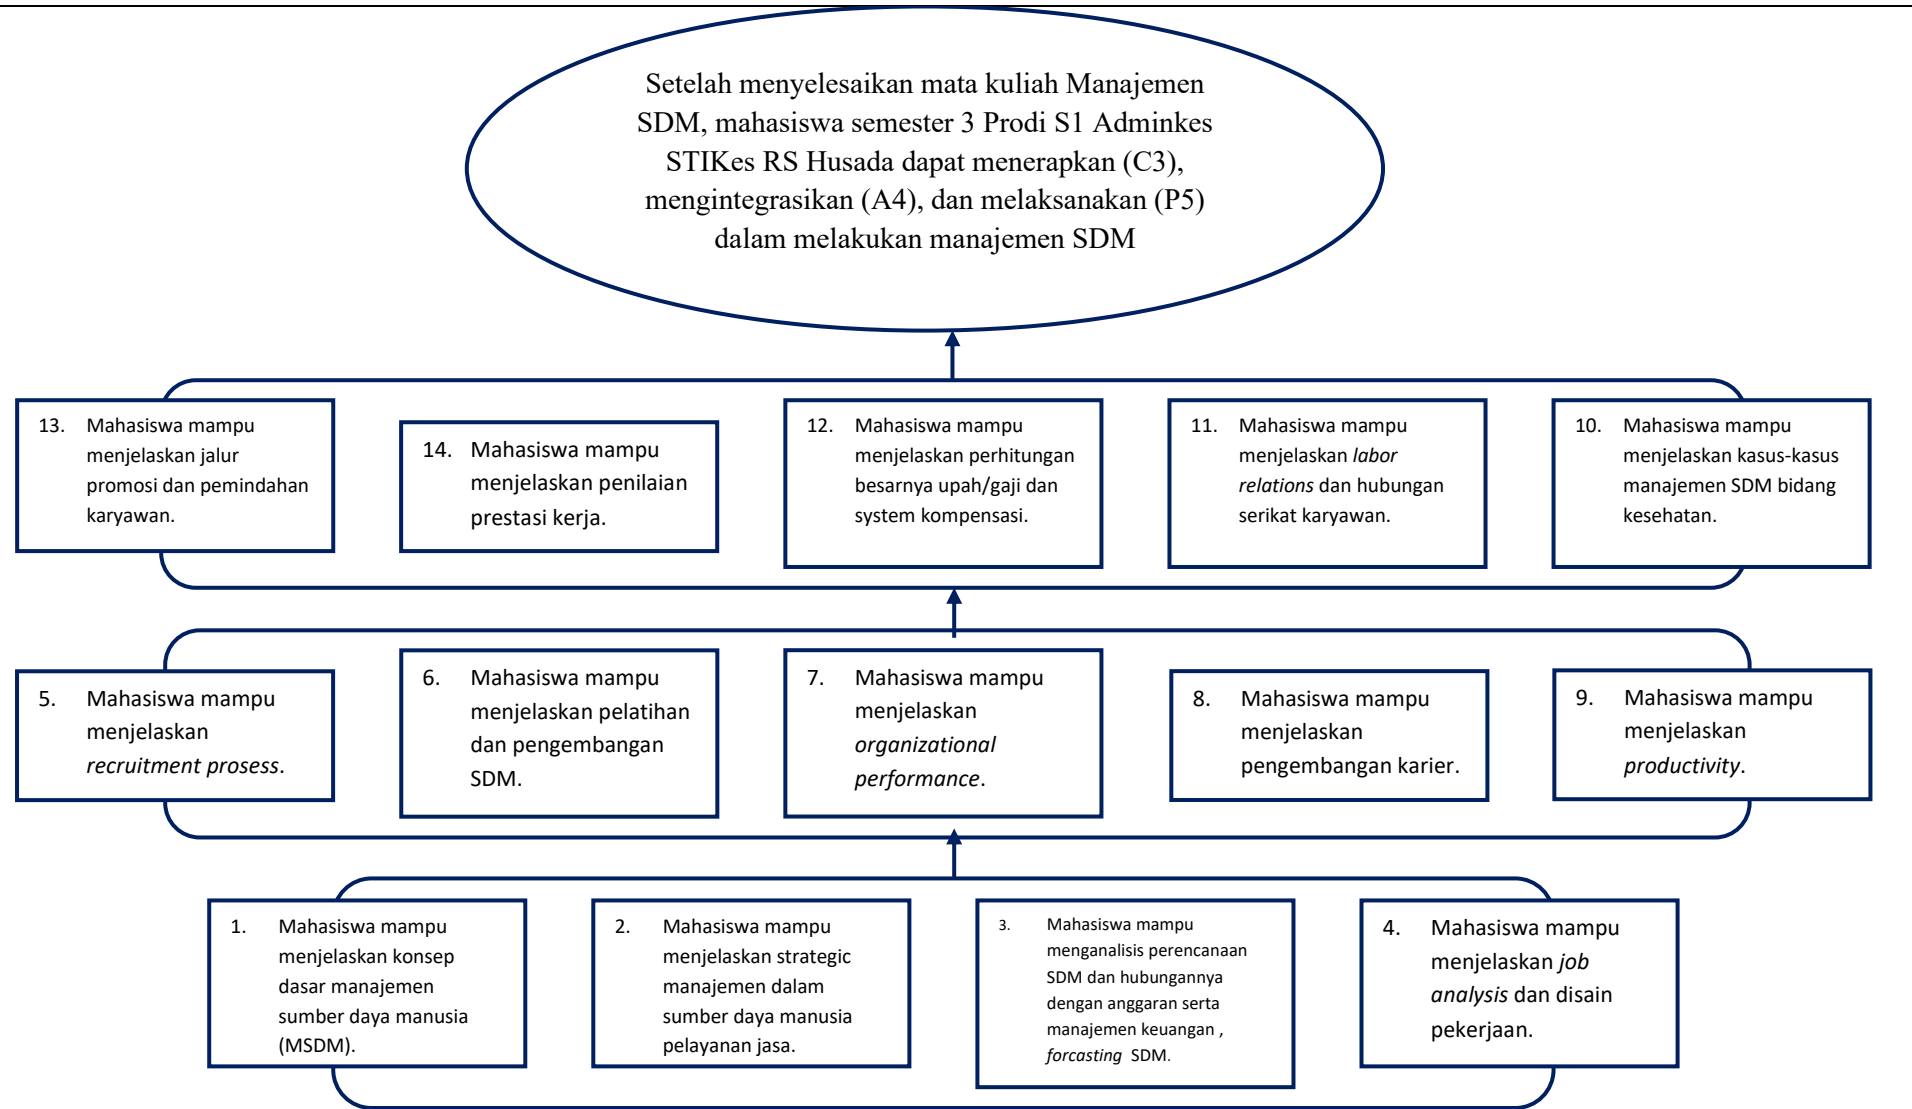 Setelah menyelesaikan mata kuliah Manajemen
SDM, mahasiswa semester 3 Prodi S1 Adminkes
STIKes RS Husada dapat menerapkan (C3),
mengintegrasikan (A4), dan melaksanakan (P5)
dalam melakukan manajemen SDM
13. Mahasiswa mampu
menjelaskan jalur
promosi dan pemindahan
karyawan.
14. Mahasiswa mampu
menjelaskan penilaian
prestasi kerja.
12. Mahasiswa mampu
menjelaskan perhitungan
besarnya upah/gaji dan
system kompensasi.
11. Mahasiswa mampu
menjelaskan labor
relations dan hubungan
serikat karyawan.
10. Mahasiswa mampu
menjelaskan kasus-kasus
manajemen SDM bidang
kesehatan.
5. Mahasiswa mampu
menjelaskan
recruitment prosess.
6. Mahasiswa mampu
menjelaskan pelatihan
dan pengembangan
SDM.
7. Mahasiswa mampu
menjelaskan
organizational
performance.
8. Mahasiswa mampu
menjelaskan
pengembangan karier.
9. Mahasiswa mampu
menjelaskan
productivity.
1. Mahasiswa mampu
menjelaskan konsep
dasar manajemen
sumber daya manusia
(MSDM).
2. Mahasiswa mampu
menjelaskan strategic
manajemen dalam
sumber daya manusia
pelayanan jasa.
3. Mahasiswa mampu
menganalisis perencanaan
SDM dan hubungannya
dengan anggaran serta
manajemen keuangan ,
forcasting SDM.
4. Mahasiswa mampu
menjelaskan job
analysis dan disain
pekerjaan.